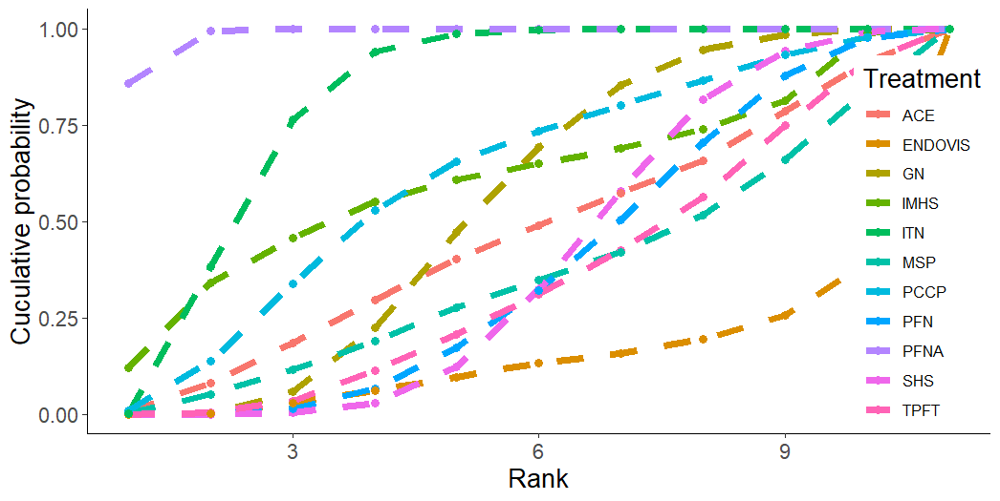 1.00
0.75
0.50
0.25
0.00
Cuculative probability
3
6
9
Rank
Treatment
ACE
ENDOVIS
GN
IMHS
ITN
MSP
PCCP
PFN
PFNA
SHS
TPFT